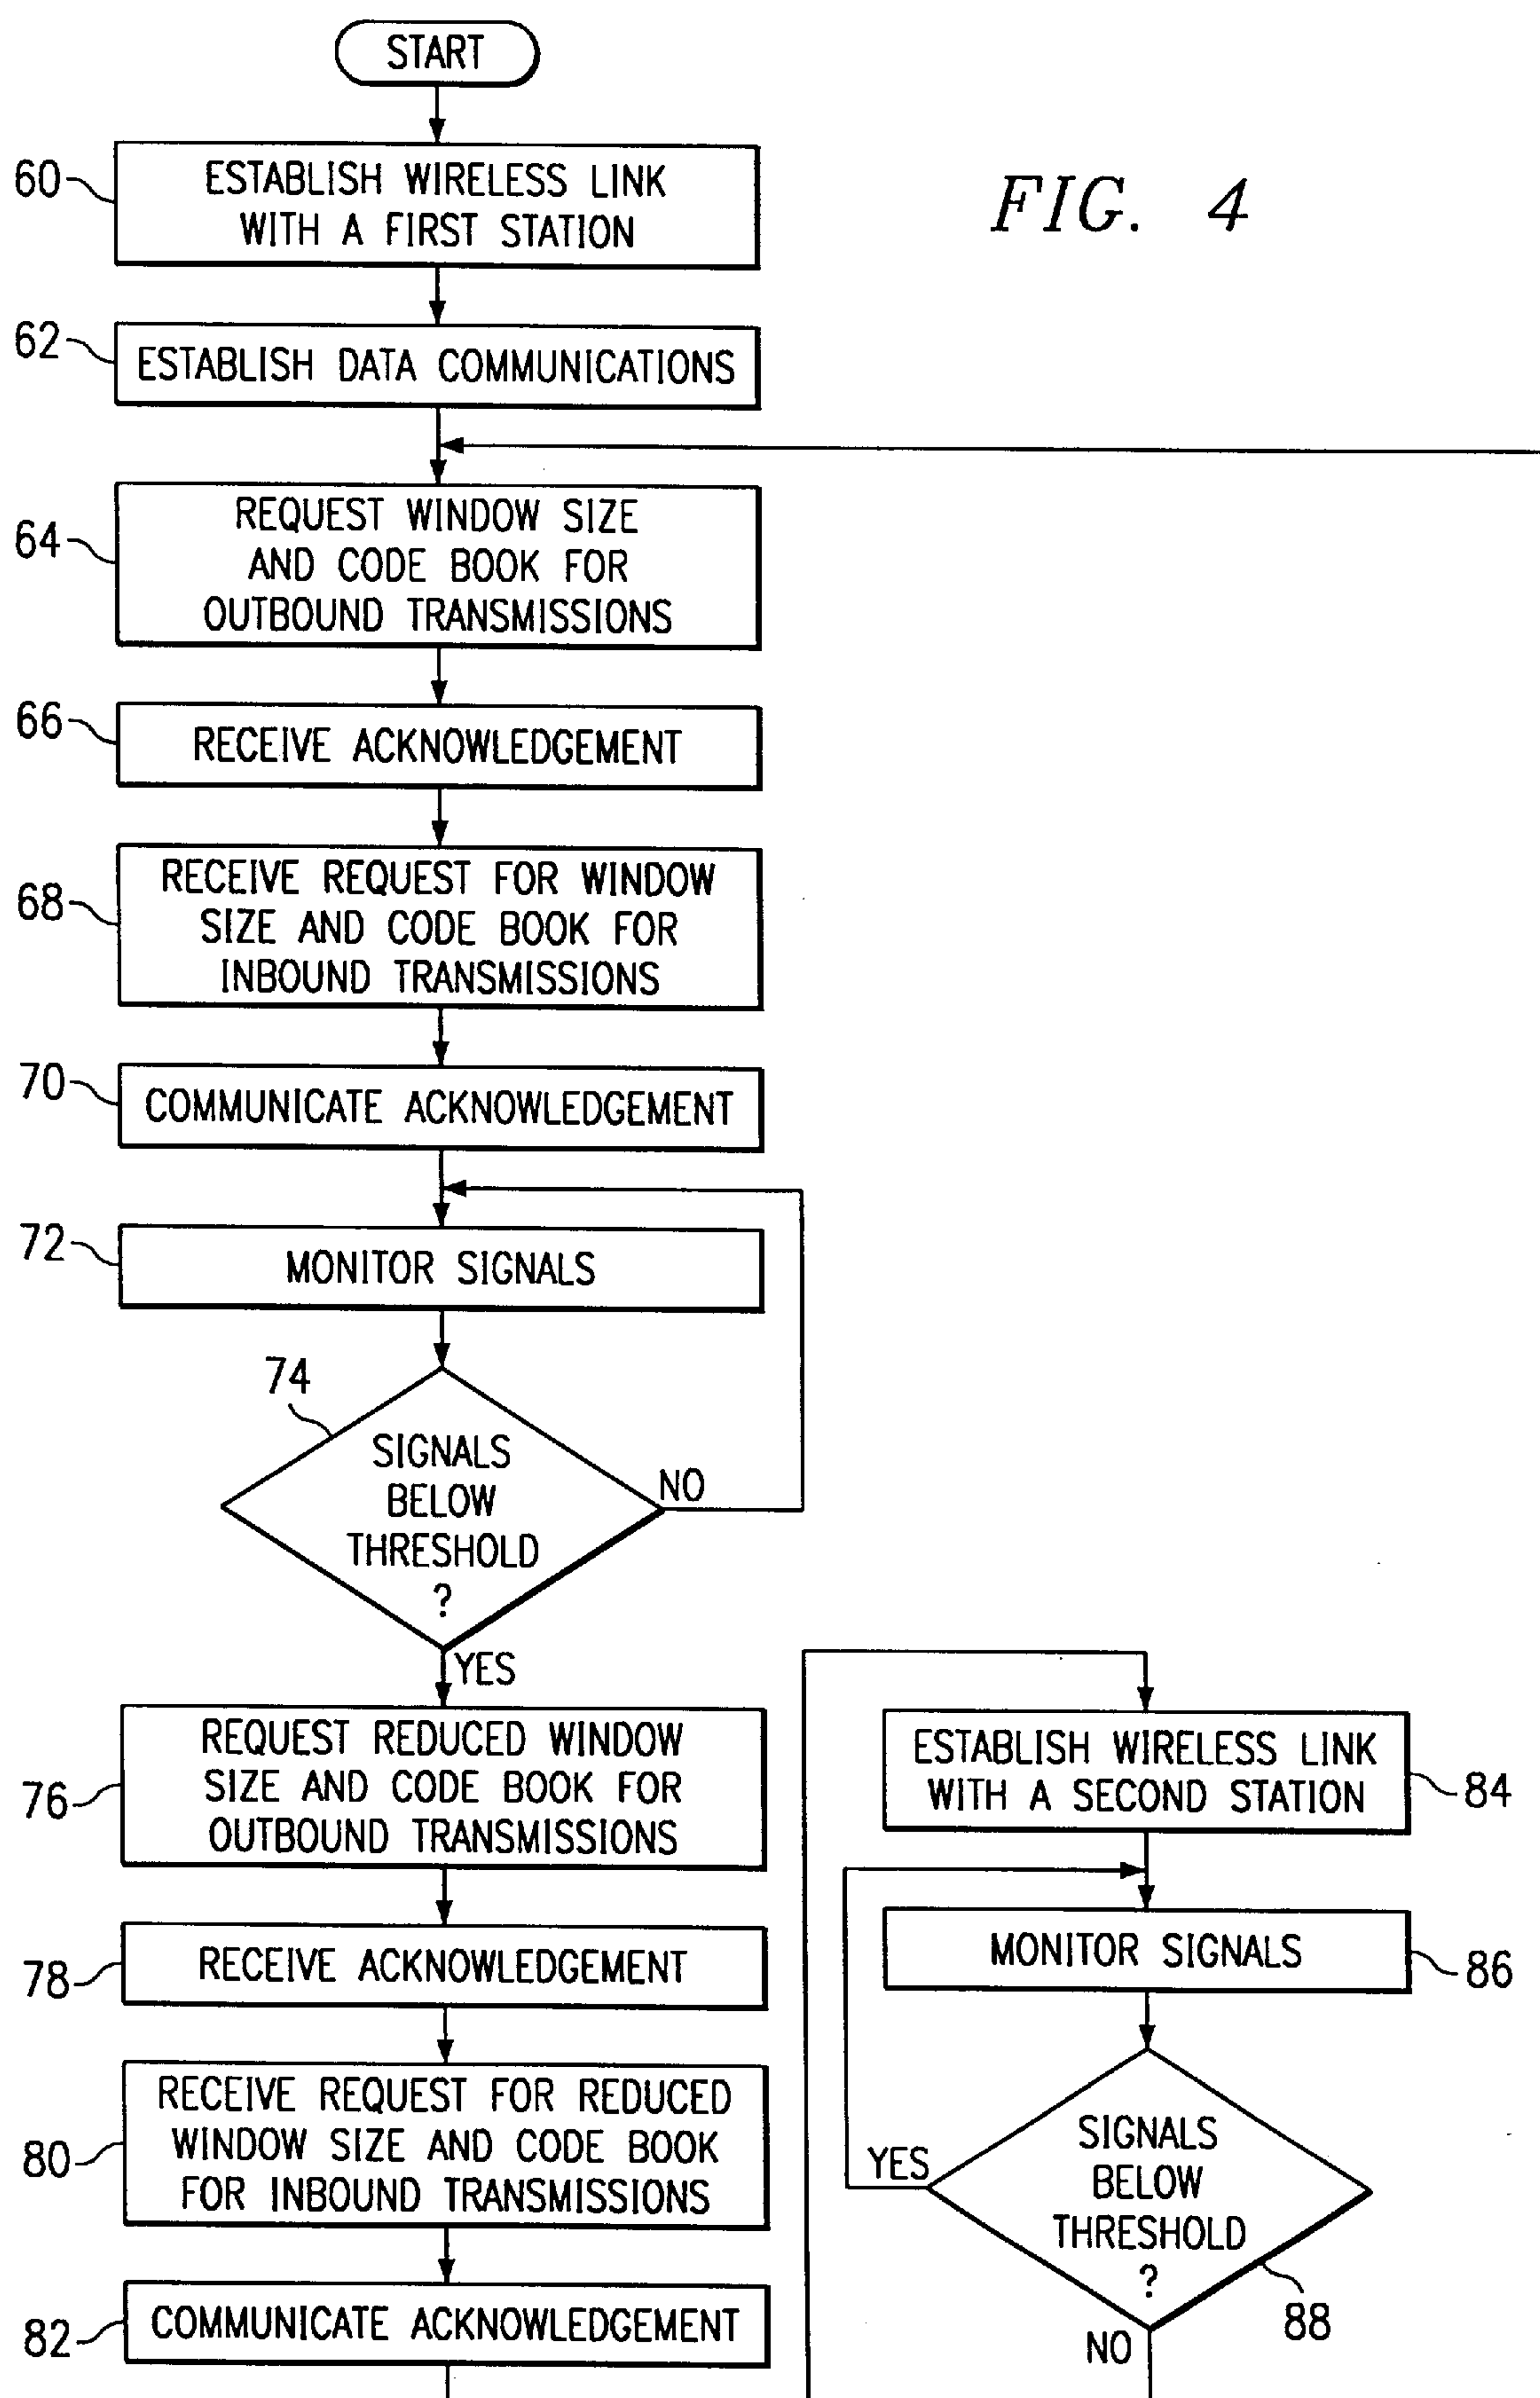 START
FIG. 4
60
ESTABLISH WIRELESS LINK
WITH A FIRST STATION
62
ESTABLISH DATA COMMUNICATIONS
64
REQUEST WINDOW SIZE
AND CODE BOOK FOR
OUTBOUND TRANSMISSIONS
66
RECEIVE ACKNOWLEDGEMENT
68
RECEIVE REQUEST FOR WINDOW
SIZE AND CODE BOOK FOR
INBOUND TRANSMISSIONS
70
COMMUNICATE ACKNOWLEDGEMENT
72
MONITOR SIGNALS
74
SIGNALS
BELOW
THRESHOLD
?
NO
YES
76
REQUEST REDUCED WINDOW
SIZE AND CODE BOOK FOR
OUTBOUND TRANSMISSIONS
78
RECEIVE ACKNOWLEDGEMENT
80
RECEIVE REQUEST FOR REDUCED
WINDOW SIZE AND CODE BOOK
FOR INBOUND TRANSMISSIONS
82
COMMUNICATE ACKNOWLEDGEMENT
ESTABLISH WIRELESS LINK
WITH A SECOND STATION
84
MONITOR SIGNALS
86
SIGNALS
BELOW
THRESHOLD
?
YES
88
NO